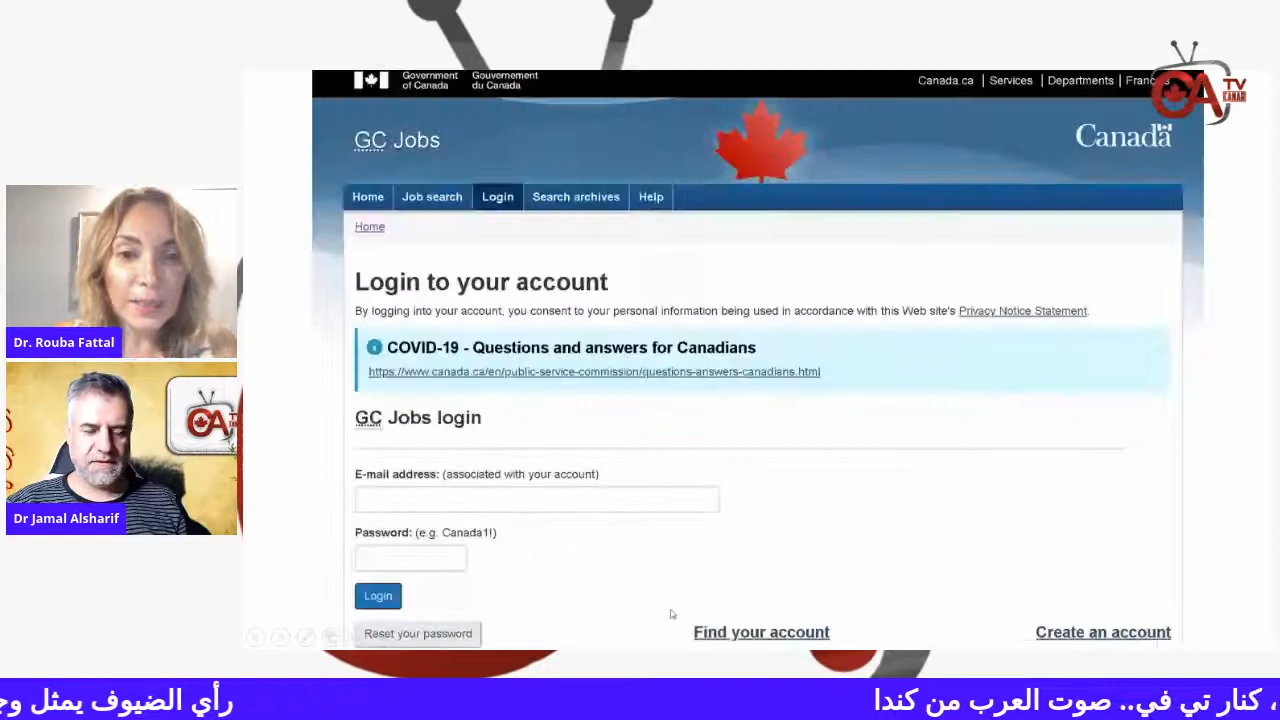 Government
of Canada
Gouvernement
du Canada
Canada.ca | Services | Departments |
GC Jobs
Canada
CA TV
KANAR
Home
Job search
Login
Search archives
Help
Home
Login to your account
By logging into your account, you consent to your personal information being used in accordance with this Web site's Privacy Notice Statement.
COVID-19 - Questions and answers for Canadians
https://www.canada.ca/en/public-service-commission/questions-answers-canadians.html
GC Jobs login
E-mail address: (associated with your account)
Password: (e.g. Canada1!)
Login
Reset your password
Find your account
Create an account
Dr. Rouba Fattal
CA
Dr Jamal Alsharif
، كنار تي في.. صوت العرب من كندا
رأي الضيوف يمثل